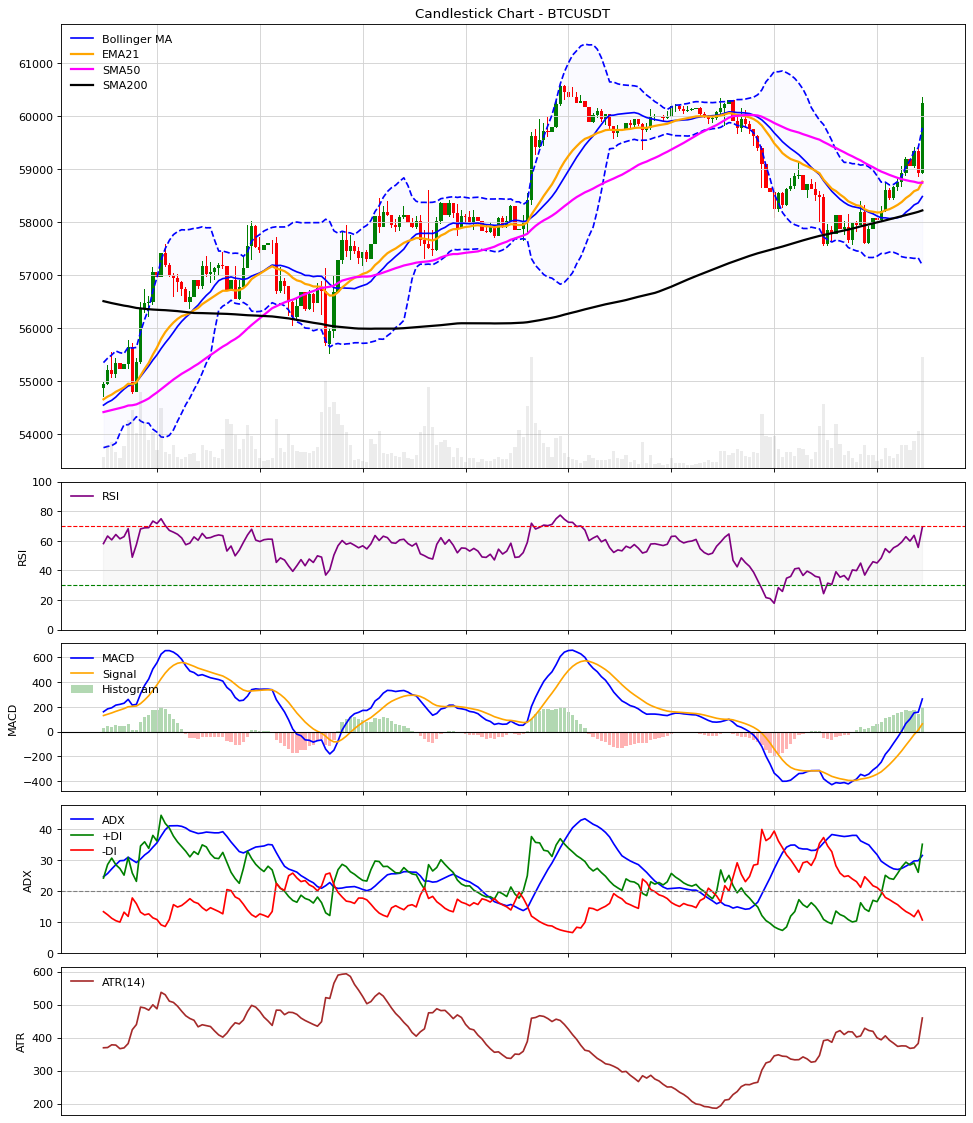 Candlestick Chart - BTCUSDT
Bollinger MA
EMA21
SMA50
SMA200
61000
60000
59000
58000
57000
56000
55000
54000
RSI
100
80
60
40
20
0
RSI
MACD
Signal
Histogram
600
400
200
0
−200
−400
MACD
ADX
+DI
-DI
40
30
20
10
0
ADX
ATR(14)
600
500
400
300
200
ATR